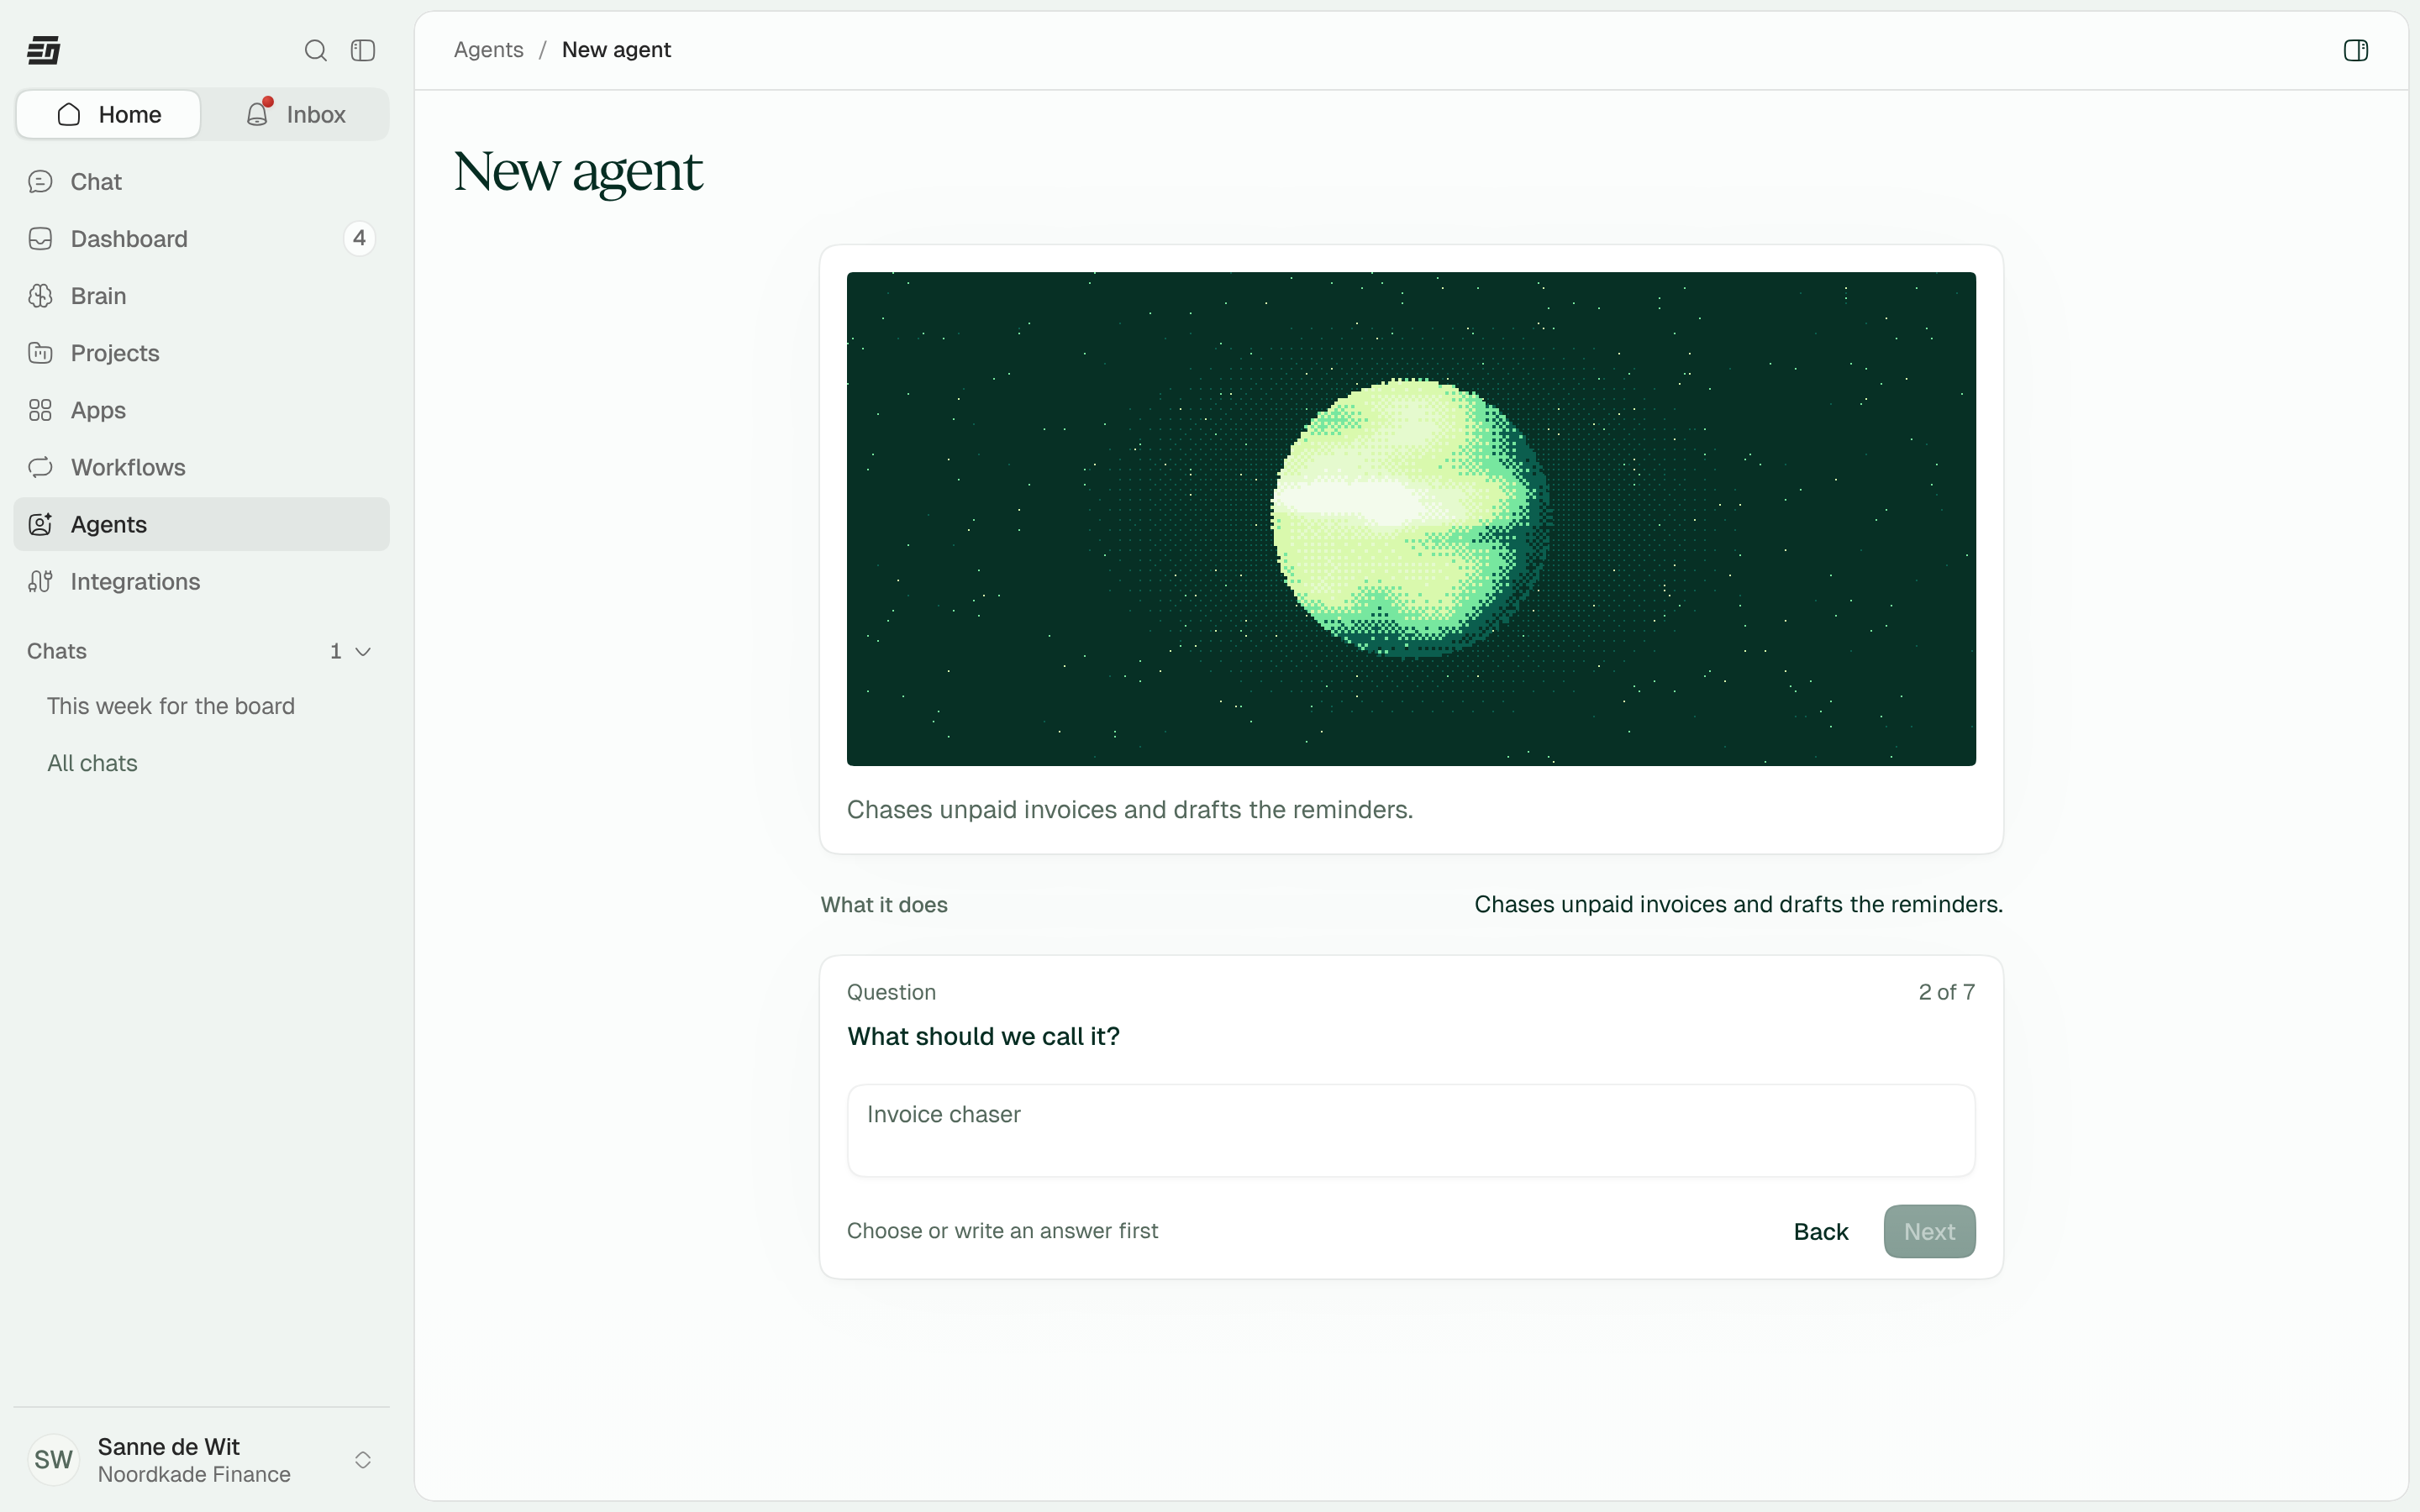 Home
Inbox
Chat
Dashboard
4
Brain
Projects
Apps
Workflows
Agents
Integrations
Chats
1
This week for the board
All chats
SW
Sanne de Wit
Noordkade Finance
Agents / New agent
New agent
Chases unpaid invoices and drafts the reminders.
What it does
Chases unpaid invoices and drafts the reminders.
Question
2 of 7
What should we call it?
Invoice chaser
Choose or write an answer first
Back
Next